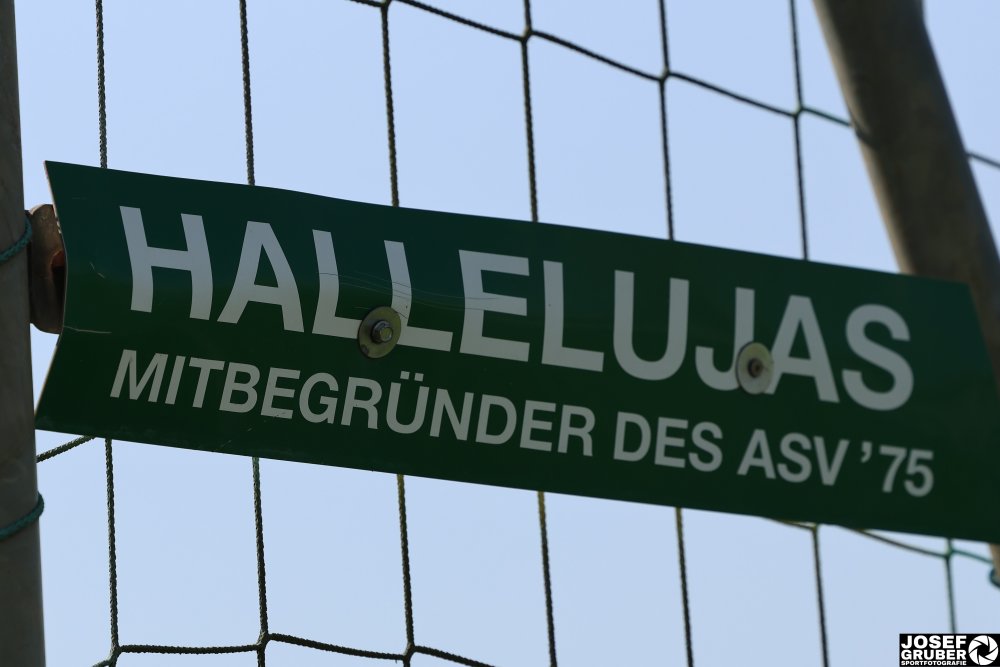 HALLELUJAS
MITBEGRÜNDER DES ASV '75
JOSEF
GRUBER
SPORTFOTOGRAFIE